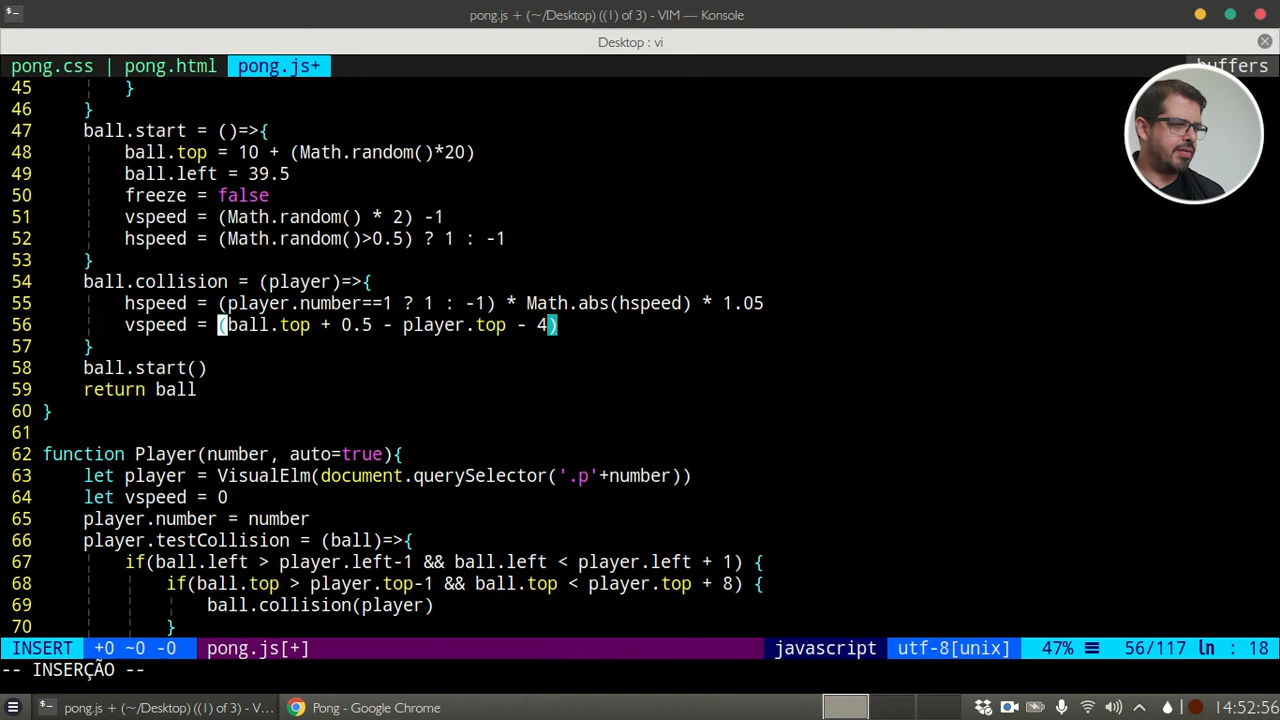 pong.js + (~/Desktop) ((1) of 3) - VIM — Konsole
Desktop : vi
pong.css | pong.html pong.js+ buffers
45 }
46 }
47 ball.start = ()=>{
48 ball.top = 10 + (Math.random()*20)
49 ball.left = 39.5
50 freeze = false
51 vspeed = (Math.random() * 2) -1
52 hspeed = (Math.random()>0.5) ? 1 : -1
53 }
54 ball.collision = (player)=>{
55 hspeed = (player.number==1 ? 1 : -1) * Math.abs(hspeed) * 1.05
56 vspeed = (ball.top + 0.5 - player.top - 4)
57 }
58 ball.start()
59 return ball
60 }
61
62 function Player(number, auto=true){
63 let player = VisualElm(document.querySelector('.p'+number))
64 let vspeed = 0
65 player.number = number
66 player.testCollision = (ball)=>{
67 if(ball.left > player.left-1 && ball.left < player.left + 1) {
68 if(ball.top > player.top-1 && ball.top < player.top + 8) {
69 ball.collision(player)
70 }
INSERT +0 ~0 -0 pong.js[+] javascript utf-8[unix] 47% ☰ 56/117 ln : 18
-- INSERÇÃO --
pong.js + (~/Desktop) ((1) of 3) - V... Pong - Google Chrome 14:52:56